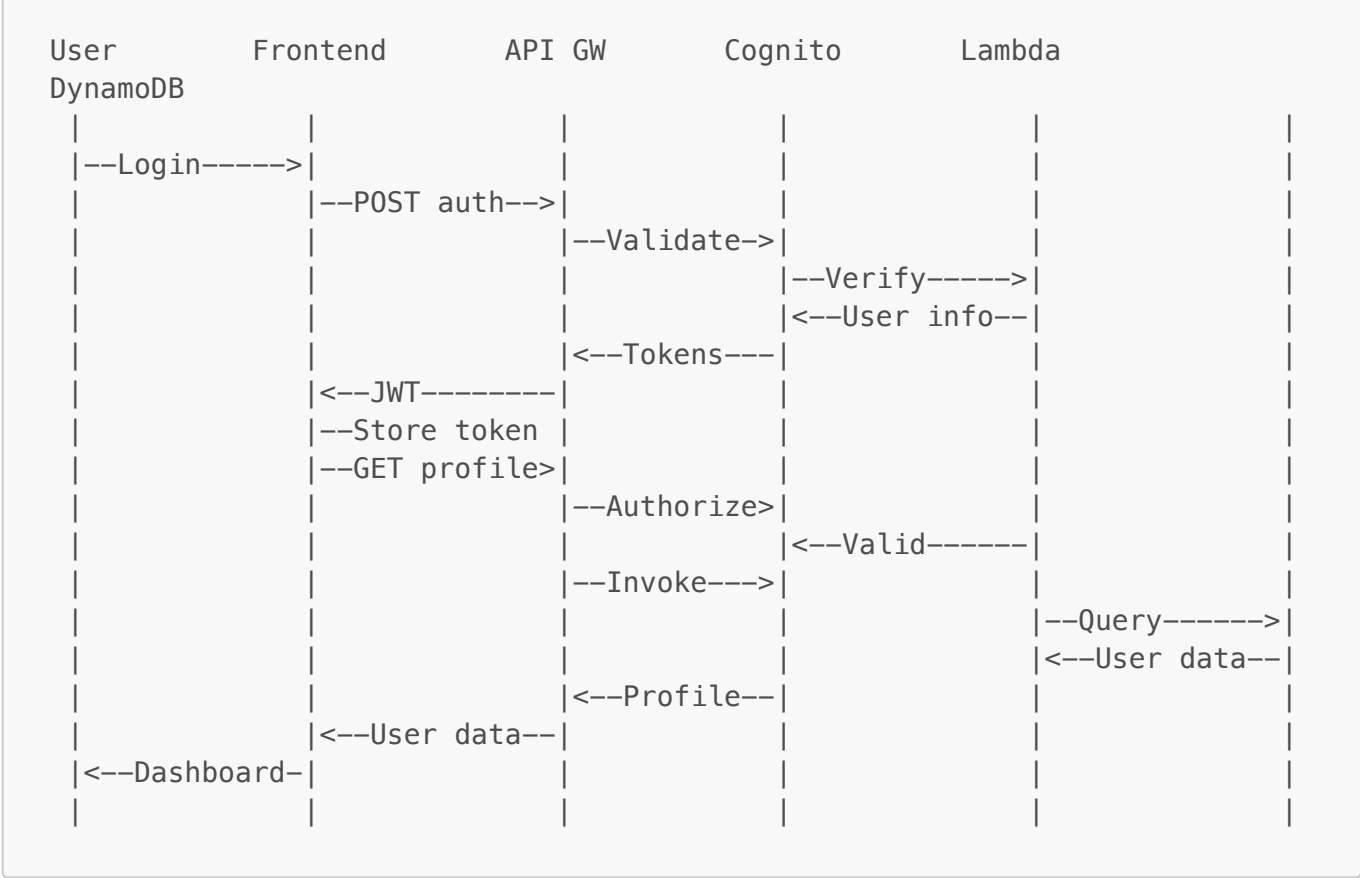 User        Frontend       API GW       Cognito       Lambda
DynamoDB
 |             |              |            |              |              |
 |--Login----->|              |            |              |              |
 |             |--POST auth-->|            |              |              |
 |             |              |--Validate->|              |              |
 |             |              |            |--Verify----->|              |
 |             |              |            |<--User info--|              |
 |             |              |<--Tokens---|              |              |
 |             |<--JWT--------|            |              |              |
 |             |--Store token |            |              |              |
 |             |--GET profile>|            |              |              |
 |             |              |--Authorize>|              |              |
 |             |              |            |<--Valid------|              |
 |             |              |--Invoke--->|              |              |
 |             |              |            |              |--Query------>|
 |             |              |            |              |<--User data--|
 |             |              |<--Profile--|              |              |
 |             |<--User data--|            |              |              |
 |<--Dashboard-|              |            |              |              |
 |             |              |            |              |              |